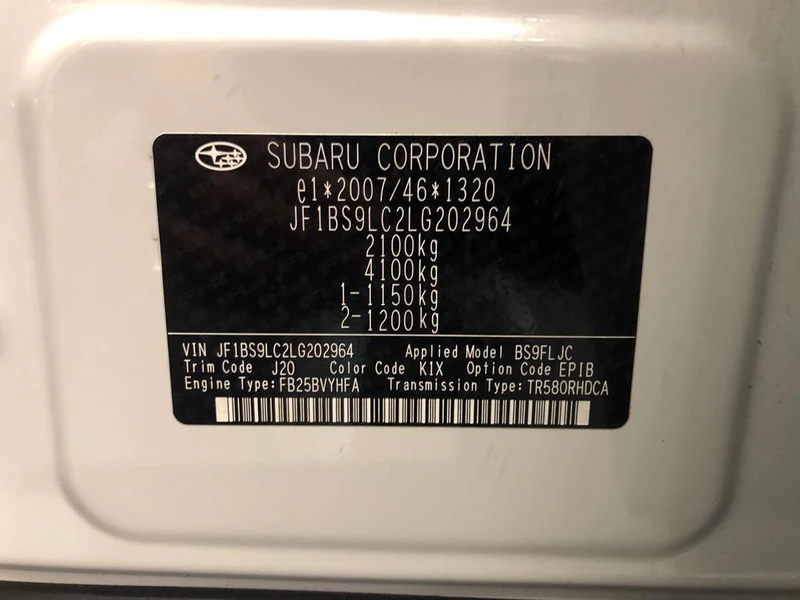 SUBARU CORPORATION
e1*2007/46*1320
JF1BS9LC2LG202964
2100kg
4100kg
1-1150kg
2-1200kg
VIN JF1BS9LC2LG202964 Applied Model BS9FLJC
Trim Code J20 Color Code K1X Option Code EPIB
Engine Type:FB25BVYHFA Transmission Type:TR580RHDCA